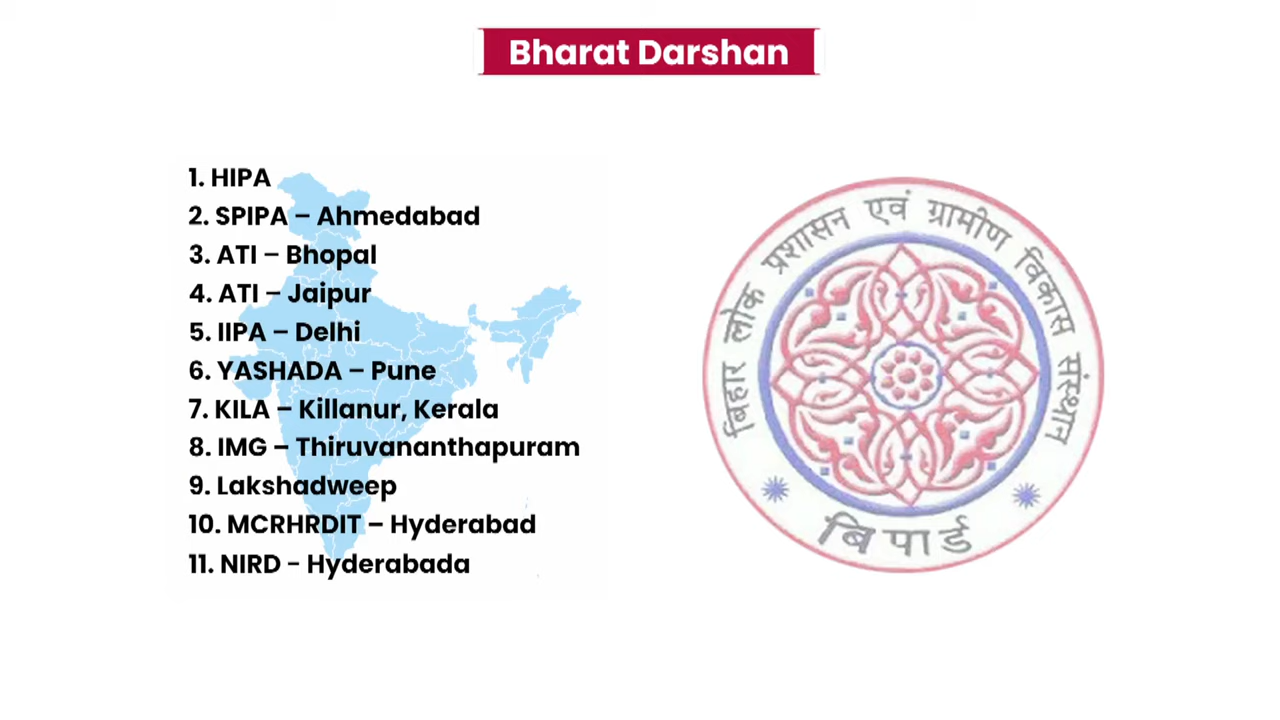 Bharat Darshan
1. HIPA
2. SPIPA – Ahmedabad
3. ATI – Bhopal
4. ATI – Jaipur
5. IIPA – Delhi
6. YASHADA – Pune
7. KILA – Killanur, Kerala
8. IMG – Thiruvananthapuram
9. Lakshadweep
10. MCRHRDIT – Hyderabad
11. NIRD - Hyderabada
बिहार लोक प्रशासन एवं ग्रामीण विकास संस्थान
बिपार्ड